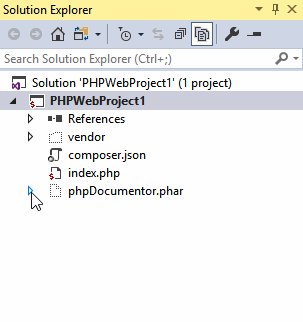 Solution Explorer
Search Solution Explorer (Ctrl+;)
Solution 'PHPWebProject1' (1 project)
PHPWebProject1
References
vendor
composer.json
index.php
phpDocumentor.phar